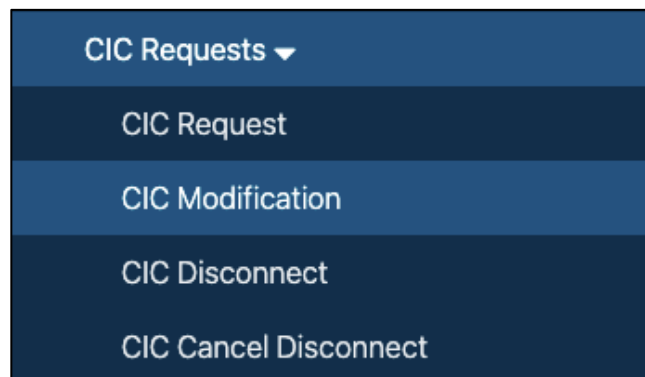 CIC Requests
CIC Request
CIC Modification
CIC Disconnect
CIC Cancel Disconnect